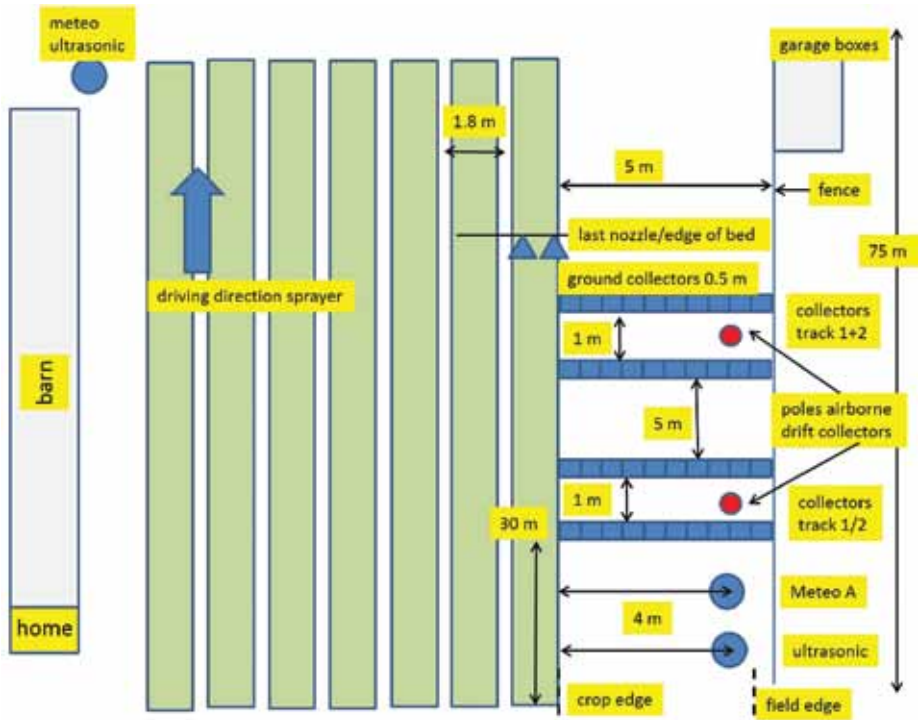 meteo
ultrasonic
garage boxes
1.8 m
5 m
fence
last nozzle/edge of bed
75 m
ground collectors 0.5 m
driving direction sprayer
collectors
track 1+2
1 m
barn
poles airborne
drift collectors
5 m
1 m
collectors
track 1/2
30 m
Meteo A
4 m
home
ultrasonic
crop edge
field edge